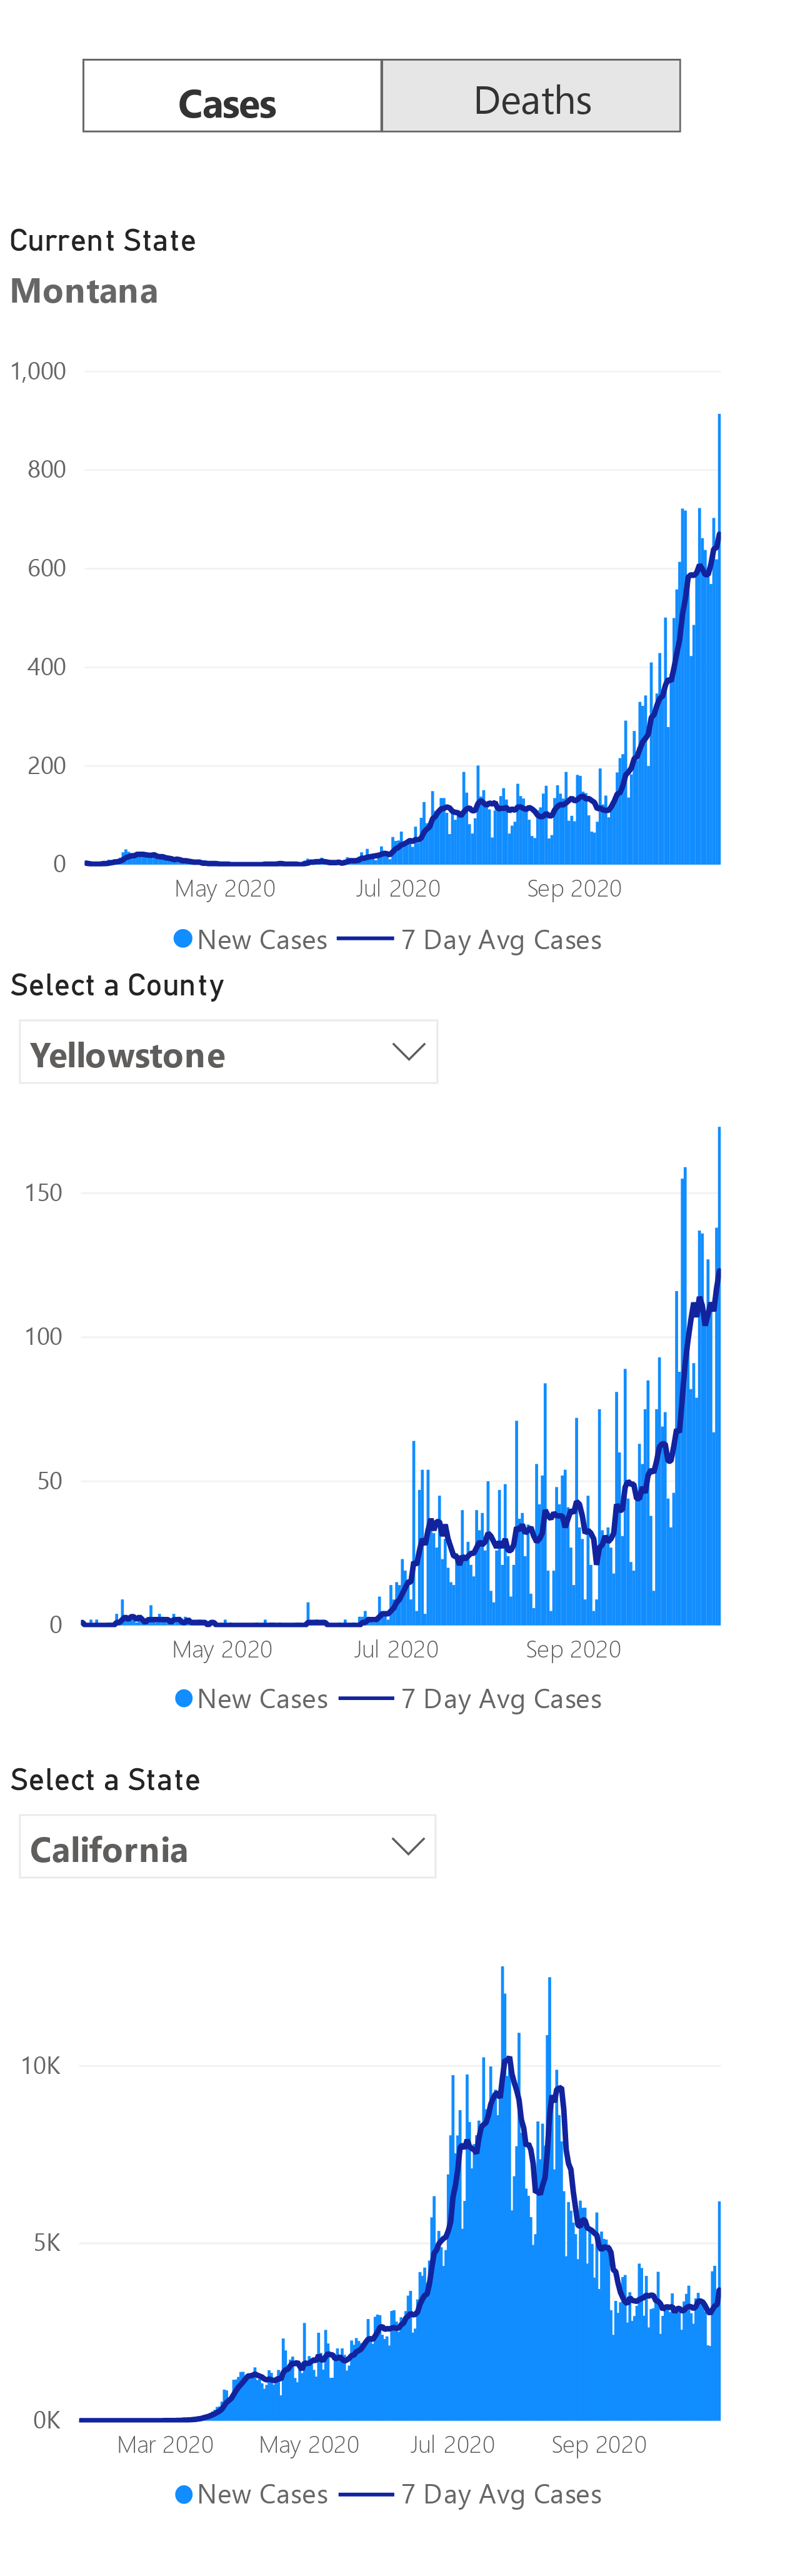 Cases Deaths
Current State
Montana
1,000
800
600
400
200
0
May 2020 Jul 2020 Sep 2020
New Cases 7 Day Avg Cases
Select a County
Yellowstone
150
100
50
0
May 2020 Jul 2020 Sep 2020
New Cases 7 Day Avg Cases
Select a State
California
10K
5K
0K
Mar 2020 May 2020 Jul 2020 Sep 2020
New Cases 7 Day Avg Cases